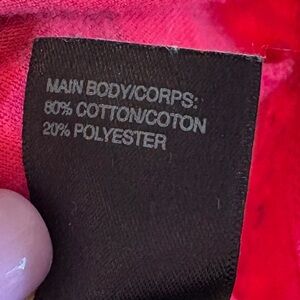 MAIN BODY/CORPS:
80% COTTON/COTON
20% POLYESTER